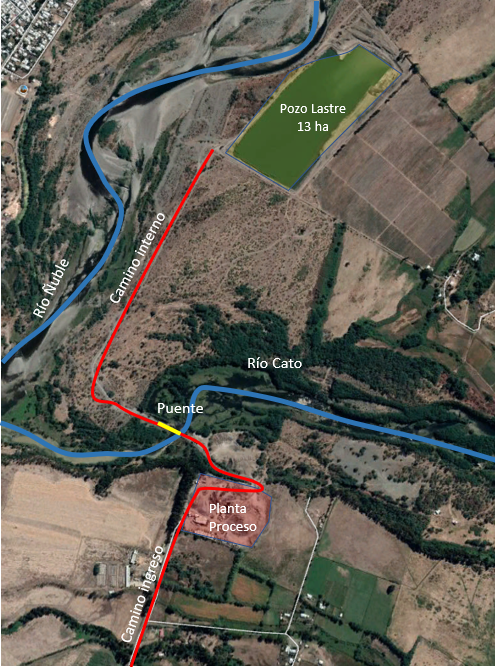 Pozo Lastre
13 ha
Camino interno
Río Ñuble
Río Cato
Puente
Planta
Proceso
Camino ingreso